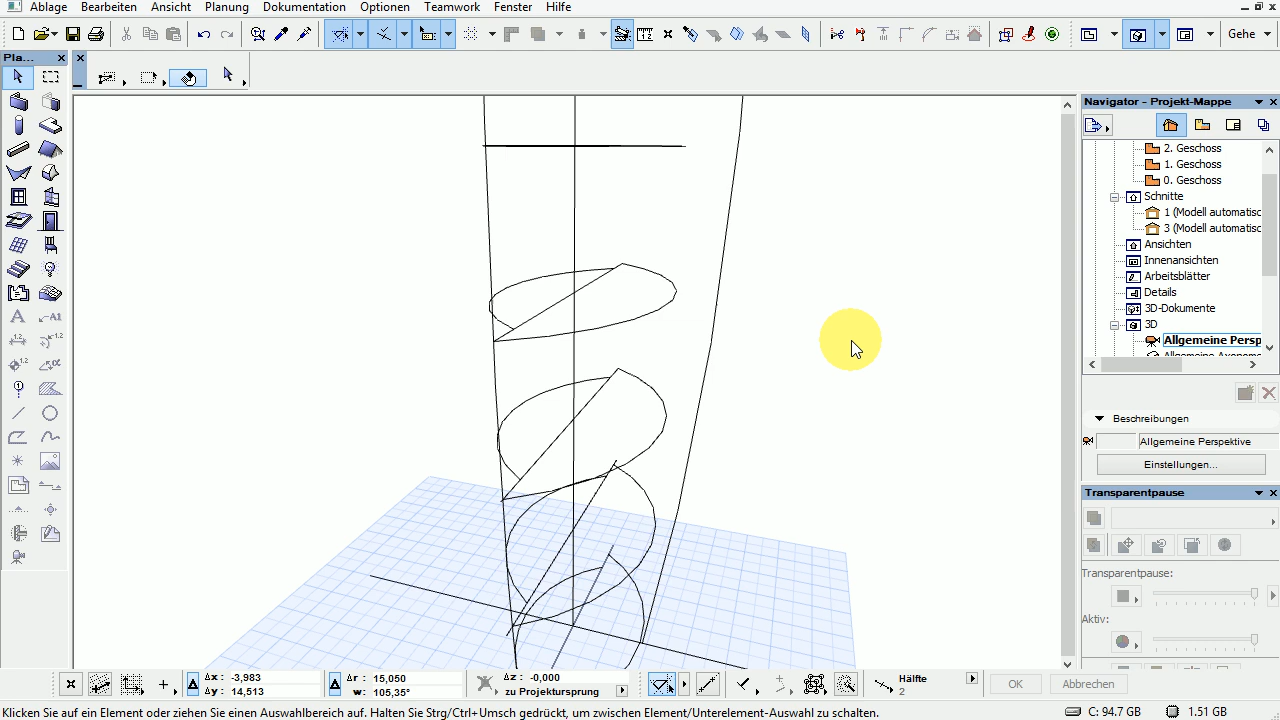 Ablage Bearbeiten Ansicht Planung Dokumentation Optionen Teamwork Fenster Hilfe
Gehe
Pla...
Navigator - Projekt-Mappe
2. Geschoss
1. Geschoss
0. Geschoss
Schnitte
1 (Modell automatisc
3 (Modell automatisc
Ansichten
Innenansichten
Arbeitsblätter
Details
3D-Dokumente
3D
Allgemeine Persp
Beschreibungen
Allgemeine Perspektive
Einstellungen...
Transparentpause
Transparentpause:
Aktiv:
Δx: -3,983
Δy: 14,513
Δr: 15,050
w: 105,35°
Δz: -0,000
zu Projektursprung
Hälfte
2
OK
Abbrechen
Klicken Sie auf ein Element oder ziehen Sie einen Auswahlbereich auf. Halten Sie Strg/Ctrl+Umsch gedrückt, um zwischen Element/Unterelement-Auswahl zu schalten.
C: 94.7 GB
1.51 GB